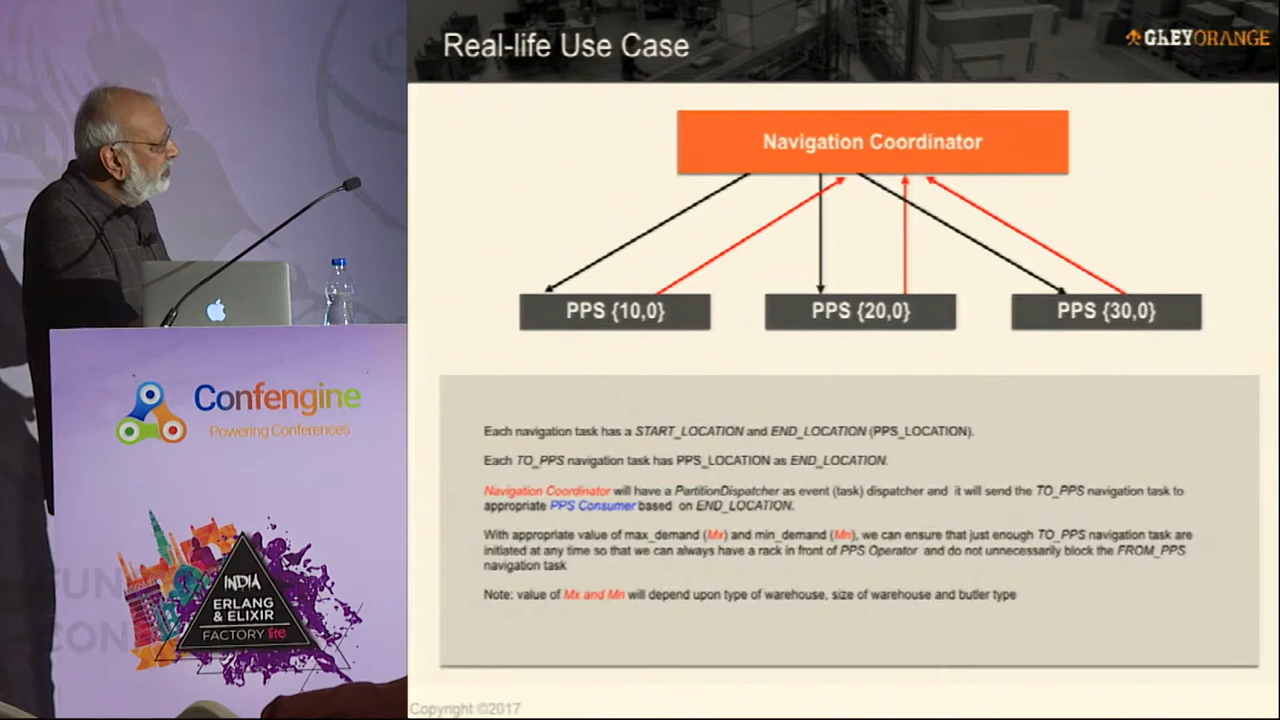 Real-life Use Case
GREYORANGE
Navigation Coordinator
PPS {10,0}
PPS {20,0}
PPS {30,0}
Each navigation task has a START_LOCATION and END_LOCATION (PPS_LOCATION).
Each TO_PPS navigation task has PPS_LOCATION as END_LOCATION.
Navigation Coordinator will have a PartitionDispatcher as event (task) dispatcher and it will send the TO_PPS navigation task to
appropriate PPS Consumer based on END_LOCATION.
With appropriate value of max_demand (Mx) and min_demand (Mn), we can ensure that just enough TO_PPS navigation task are
initiated at any time so that we can always have a rack in front of PPS Operator and do not unnecessarily block the FROM_PPS
navigation task
Note: value of Mx and Mn will depend upon type of warehouse, size of warehouse and butler type
Copyright ©2017
Confengine
Powering Conferences
INDIA
ERLANG
& ELIXIR
FACTORY lite